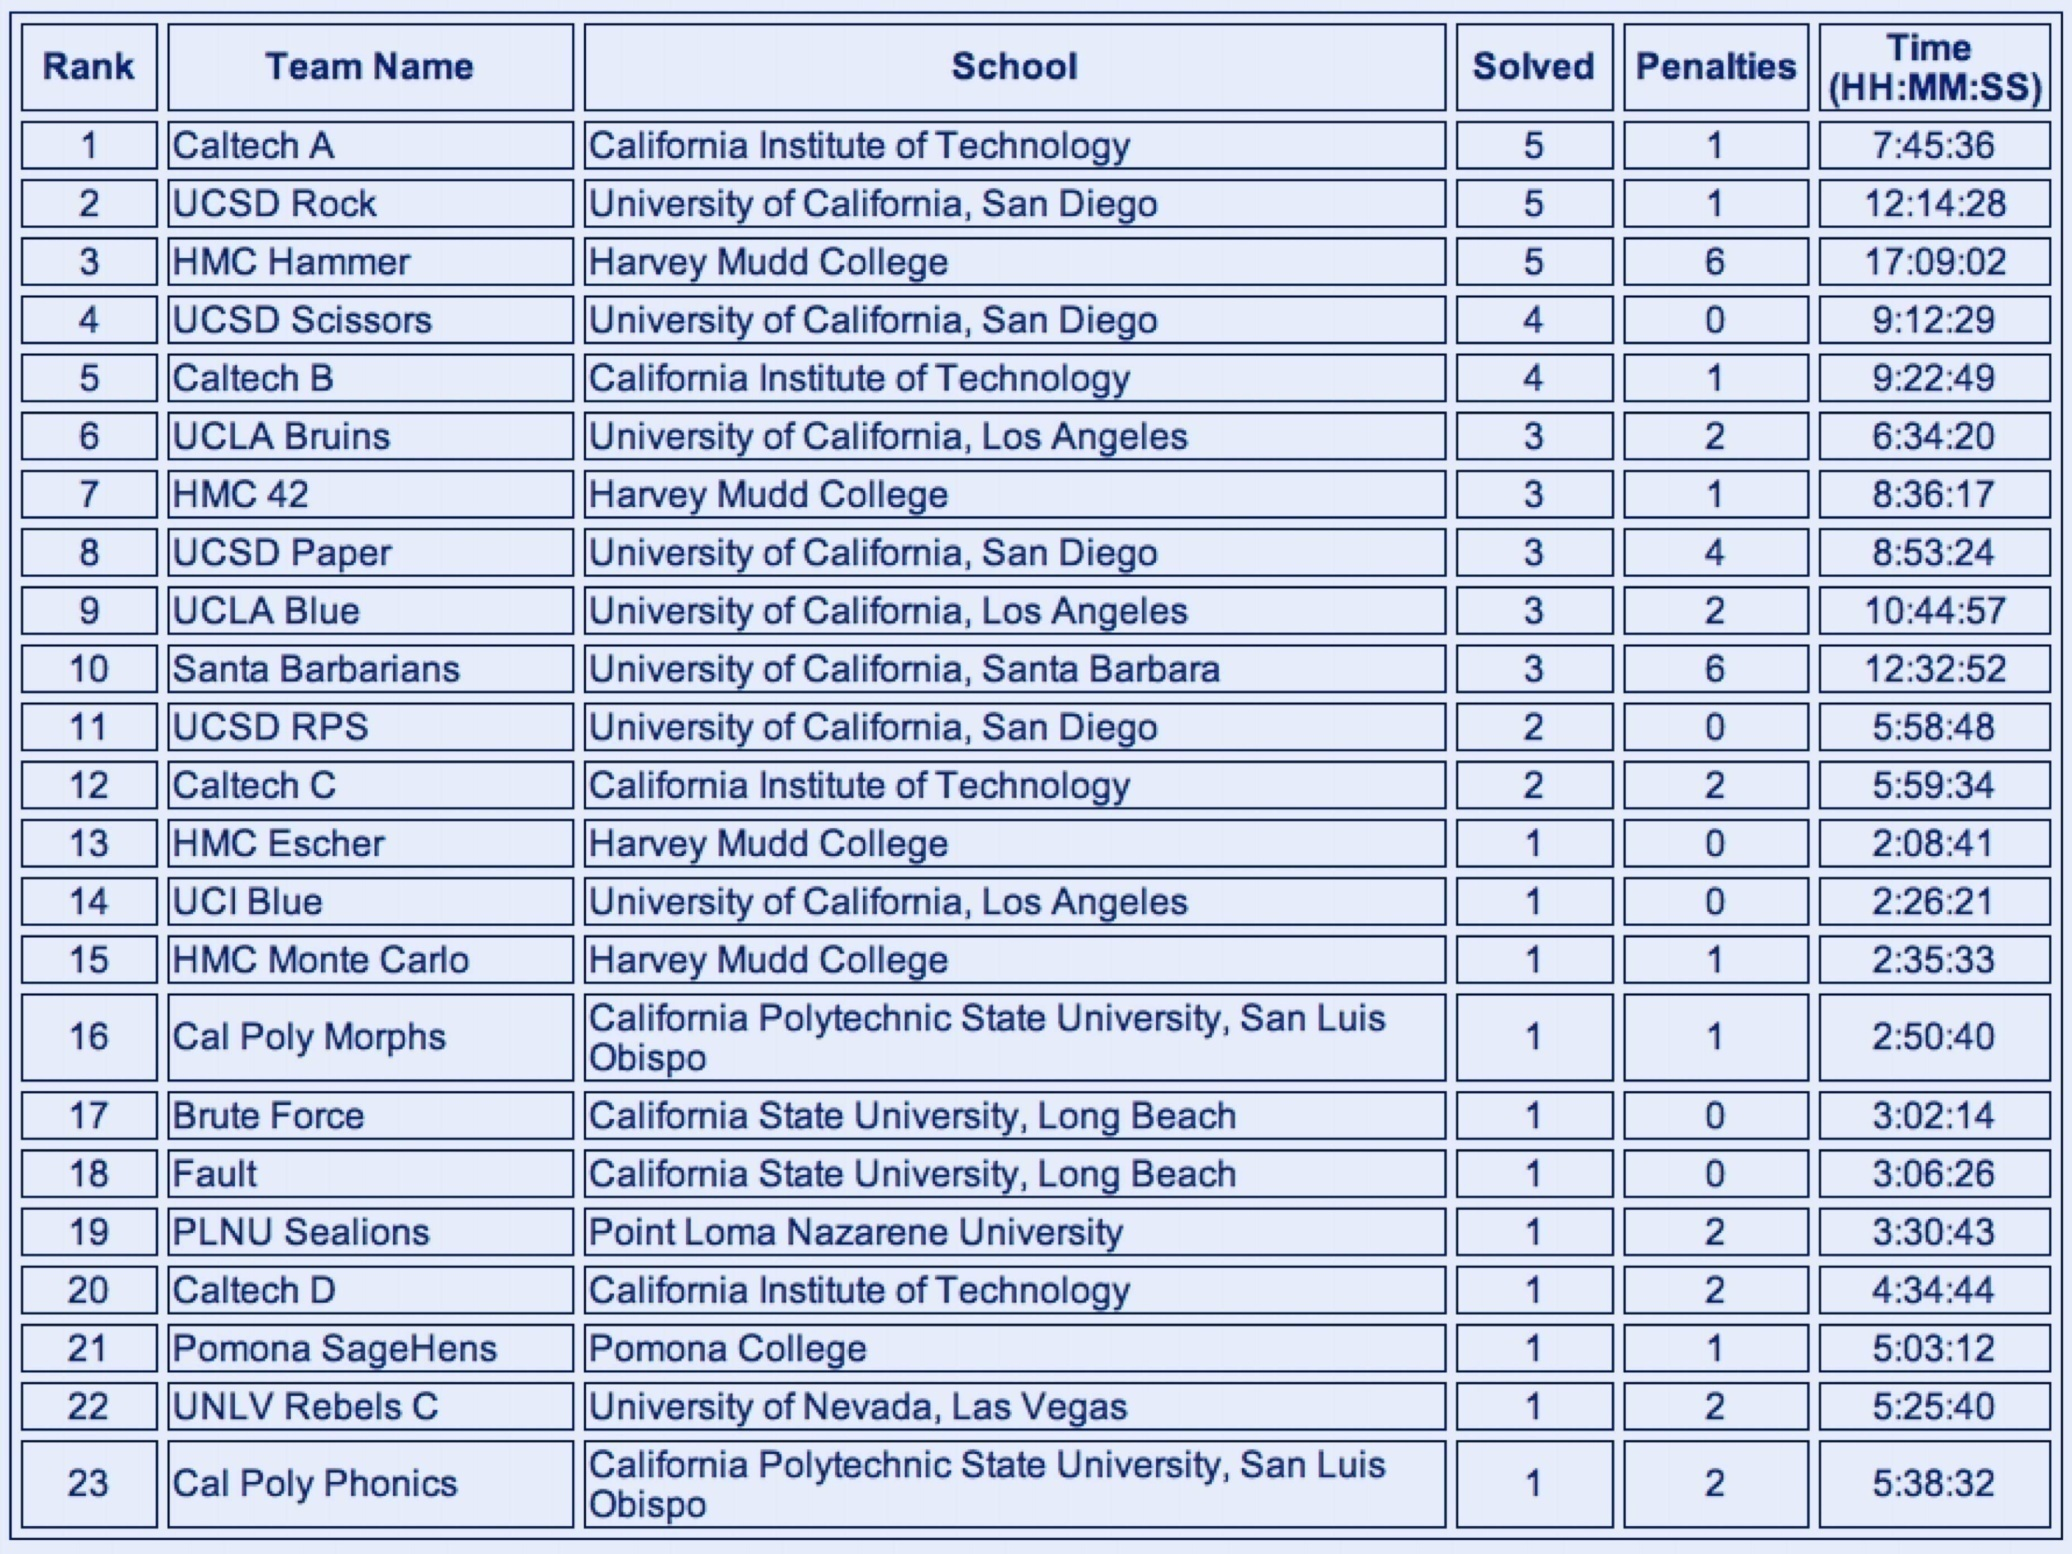 Rank Team Name School Solved Penalties Time (HH:MM:SS)
1 Caltech A California Institute of Technology 5 1 7:45:36
2 UCSD Rock University of California, San Diego 5 1 12:14:28
3 HMC Hammer Harvey Mudd College 5 6 17:09:02
4 UCSD Scissors University of California, San Diego 4 0 9:12:29
5 Caltech B California Institute of Technology 4 1 9:22:49
6 UCLA Bruins University of California, Los Angeles 3 2 6:34:20
7 HMC 42 Harvey Mudd College 3 1 8:36:17
8 UCSD Paper University of California, San Diego 3 4 8:53:24
9 UCLA Blue University of California, Los Angeles 3 2 10:44:57
10 Santa Barbarians University of California, Santa Barbara 3 6 12:32:52
11 UCSD RPS University of California, San Diego 2 0 5:58:48
12 Caltech C California Institute of Technology 2 2 5:59:34
13 HMC Escher Harvey Mudd College 1 0 2:08:41
14 UCI Blue University of California, Los Angeles 1 0 2:26:21
15 HMC Monte Carlo Harvey Mudd College 1 1 2:35:33
16 Cal Poly Morphs California Polytechnic State University, San Luis Obispo 1 1 2:50:40
17 Brute Force California State University, Long Beach 1 0 3:02:14
18 Fault California State University, Long Beach 1 0 3:06:26
19 PLNU Sealions Point Loma Nazarene University 1 2 3:30:43
20 Caltech D California Institute of Technology 1 2 4:34:44
21 Pomona SageHens Pomona College 1 1 5:03:12
22 UNLV Rebels C University of Nevada, Las Vegas 1 2 5:25:40
23 Cal Poly Phonics California Polytechnic State University, San Luis Obispo 1 2 5:38:32